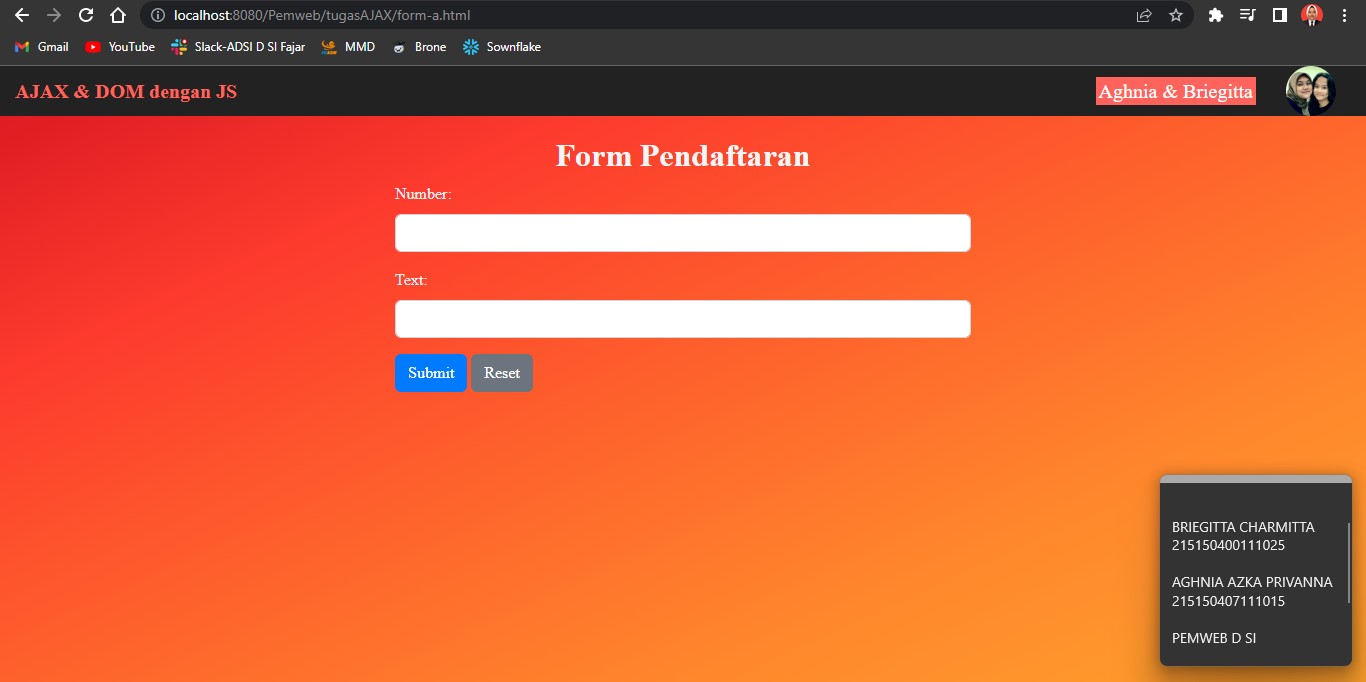 localhost:8080/Pemweb/tugasAJAX/form-a.html
Gmail YouTube Slack-ADSI D SI Fajar MMD Brone Sownflake
AJAX & DOM dengan JS Aghnia & Briegitta
Form Pendaftaran
Number:
Text:
Submit Reset
BRIEGITTA CHARMITTA
215150400111025
AGHNIA AZKA PRIVANNA
215150407111015
PEMWEB D SI